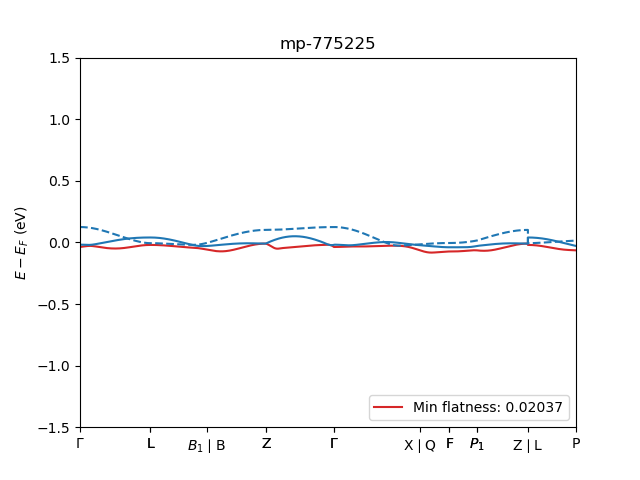 mp-775225
1.5
1.0
0.5
0.0
−0.5
−1.0
−1.5
E − E_F (eV)
Min flatness: 0.02037
Γ L B₁ | B Z Γ X | Q F P₁ Z | L P